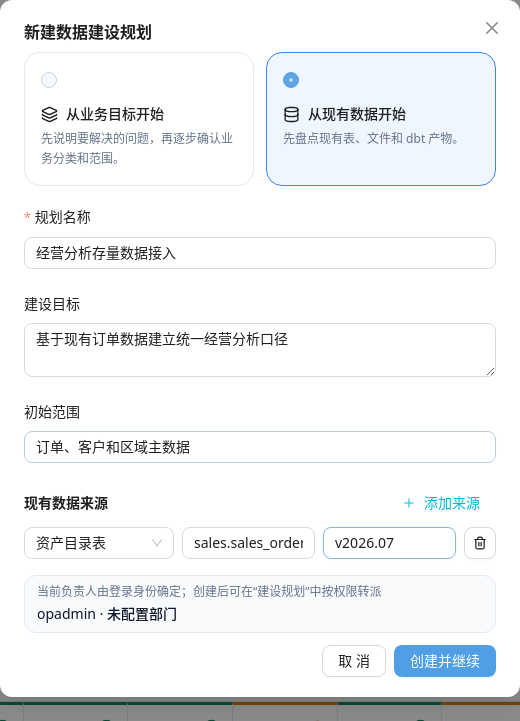 新建数据建设规划
从业务目标开始
先说明要解决的问题，再逐步确认业
务分类和范围。
从现有数据开始
先盘点现有表、文件和 dbt 产物。
* 规划名称
经营分析存量数据接入
建设目标
基于现有订单数据建立统一经营分析口径
初始范围
订单、客户和区域主数据
现有数据来源
+ 添加来源
资产目录表
sales.sales_order
v2026.07
当前负责人由登录身份确定；创建后可在“建设规划”中按权限转派
opadmin · 未配置部门
取 消
创建并继续